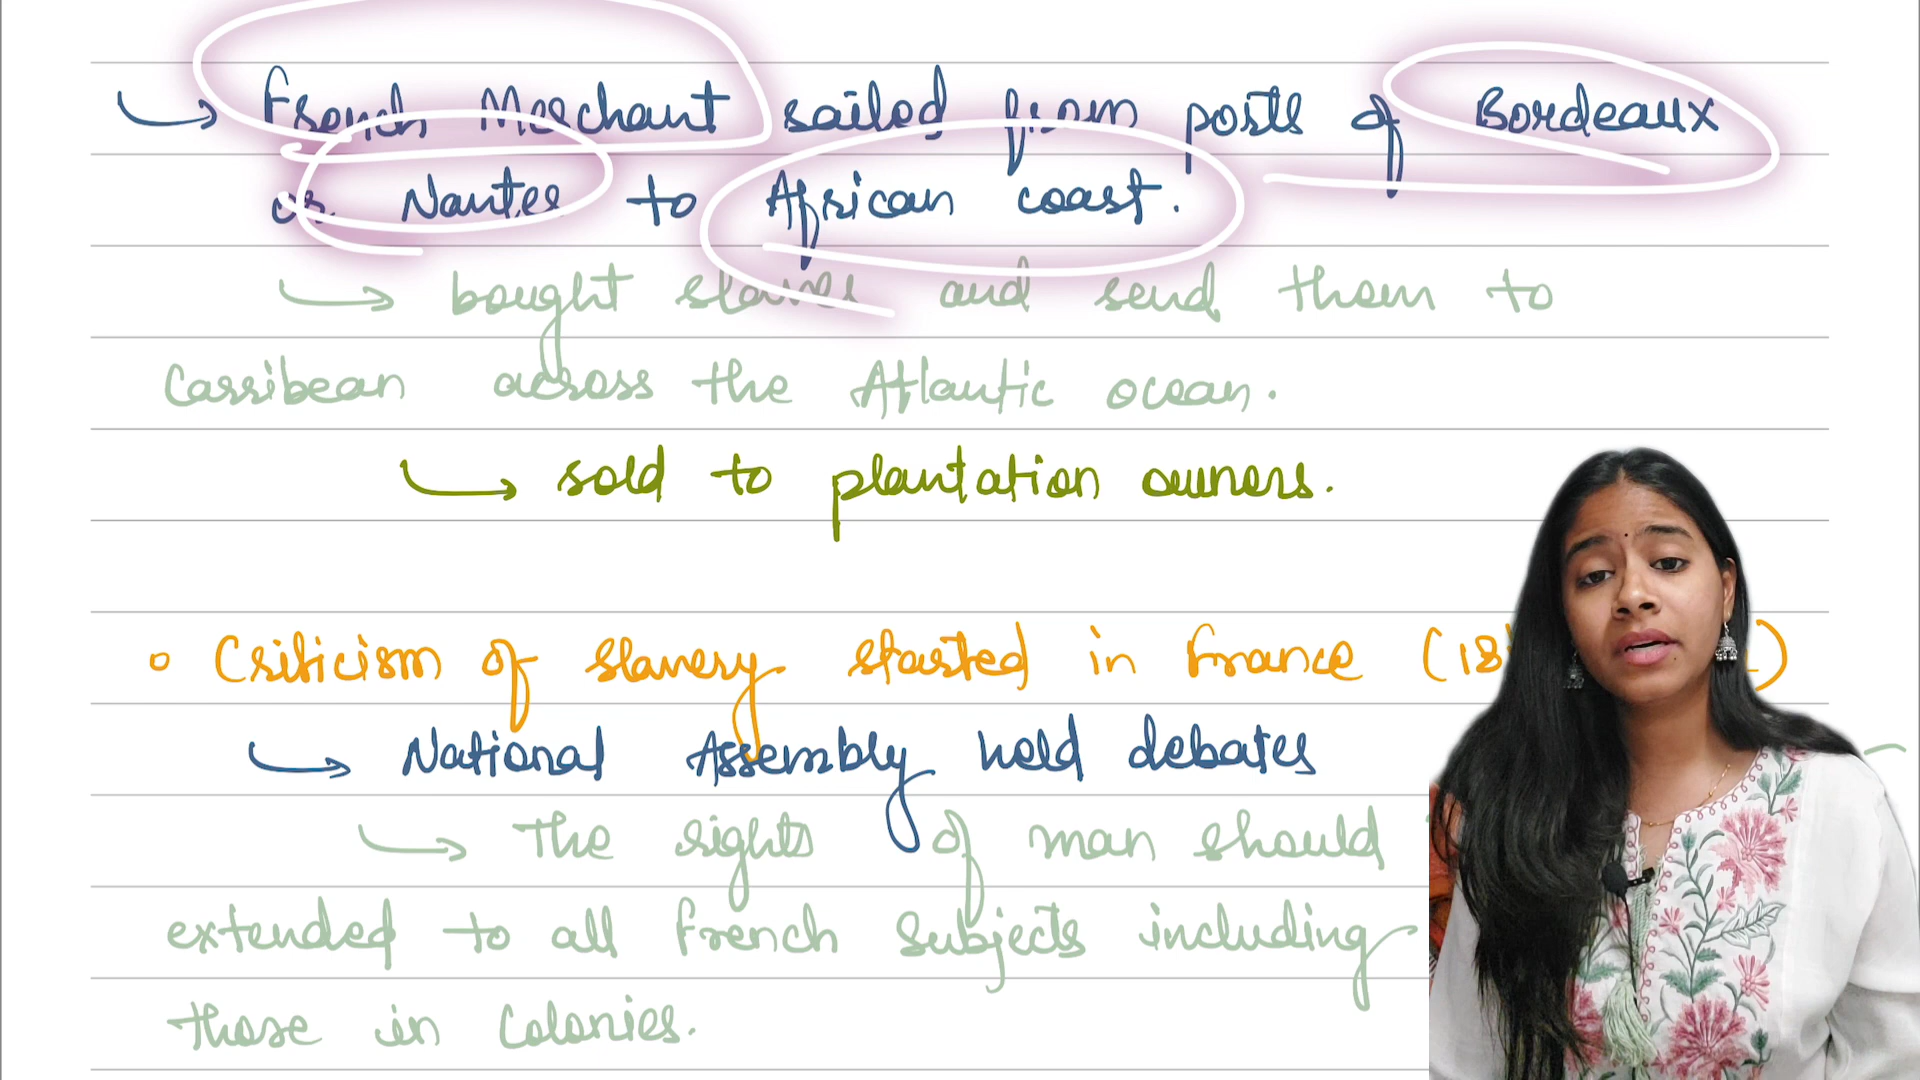 French Merchant sailed from ports of Bordeaux
or Nantes to African coast.
bought slaves and send them to
Carribean across the Atlantic ocean.
sold to plantation owners.
Criticism of slavery started in France (18
National Assembly held debates
The rights of man should
extended to all French subjects including
those in Colonies.